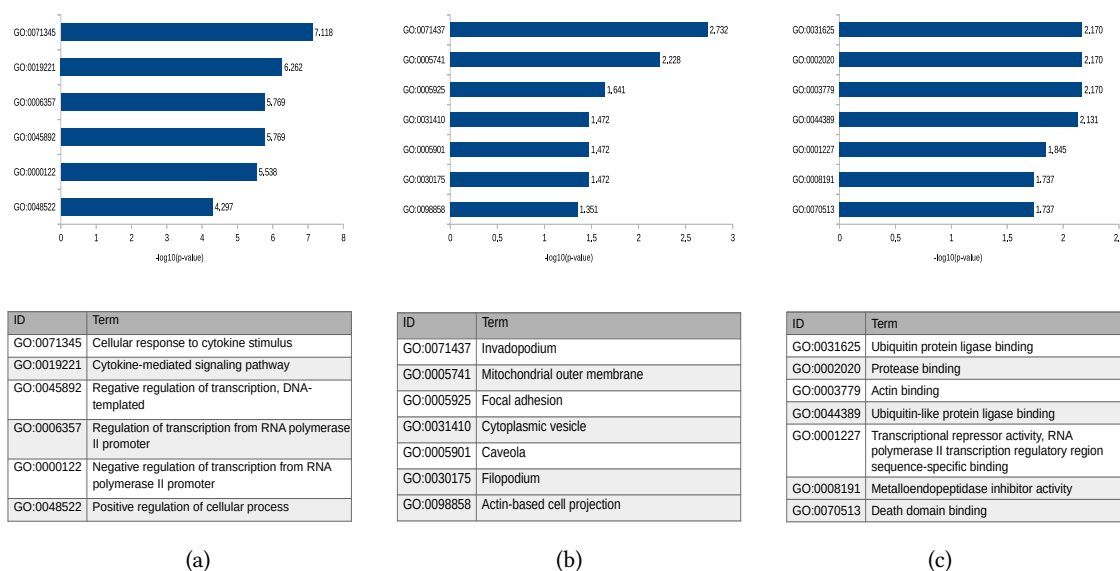 GO:0071345 7.118
GO:0019221 6.262
GO:0006357 5.769
GO:0045892 5.769
GO:0000122 5.538
GO:0048522 4.297
0 1 2 3 4 5 6 7 8
-log10(p-value)
GO:0071437 2,732
GO:0005741 2,228
GO:0005925 1,641
GO:0031410 1,472
GO:0005901 1,472
GO:0030175 1.472
GO:0098858 1.351
0 0,5 1 1,5 2 2,5 3
-log10(p-value)
GO:0031625 2,170
GO:0002020 2,170
GO:0003779 2,170
GO:0044389 2,131
GO:0001227 1,845
GO:0008191 1.737
GO:0070513 1.737
0 0,5 1 1,5 2 2,5
-log10(p-value)
ID Term
GO:0071345 Cellular response to cytokine stimulus
GO:0019221 Cytokine-mediated signaling pathway
GO:0045892 Negative regulation of transcription, DNA-
templated
GO:0006357 Regulation of transcription from RNA polymerase
II promoter
GO:0000122 Negative regulation of transcription from RNA
polymerase II promoter
GO:0048522 Positive regulation of cellular process
ID Term
GO:0071437 Invadopodium
GO:0005741 Mitochondrial outer membrane
GO:0005925 Focal adhesion
GO:0031410 Cytoplasmic vesicle
GO:0005901 Caveola
GO:0030175 Filopodium
GO:0098858 Actin-based cell projection
ID Term
GO:0031625 Ubiquitin protein ligase binding
GO:0002020 Protease binding
GO:0003779 Actin binding
GO:0044389 Ubiquitin-like protein ligase binding
GO:0001227 Transcriptional repressor activity, RNA
polymerase II transcription regulatory region
sequence-specific binding
GO:0008191 Metalloendopeptidase inhibitor activity
GO:0070513 Death domain binding
(a) (b) (c)